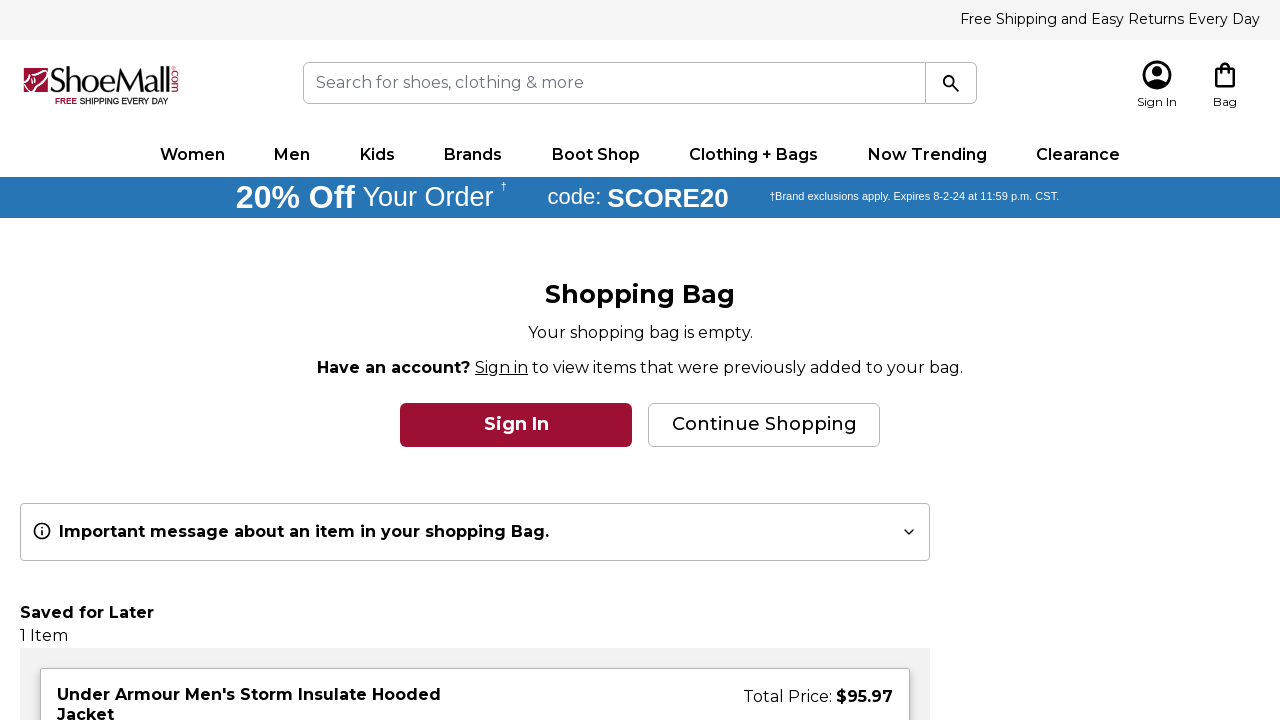 Free Shipping and Easy Returns Every Day
ShoeMall.com
FREE SHIPPING EVERY DAY
Search for shoes, clothing & more
Sign In
Bag
Women
Men
Kids
Brands
Boot Shop
Clothing + Bags
Now Trending
Clearance
20% Off Your Order † code: SCORE20 †Brand exclusions apply. Expires 8-2-24 at 11:59 p.m. CST.
Shopping Bag
Your shopping bag is empty.
Have an account? Sign in to view items that were previously added to your bag.
Sign In
Continue Shopping
Important message about an item in your shopping Bag.
Saved for Later
1 Item
Under Armour Men's Storm Insulate Hooded
Jacket
Total Price: $95.97